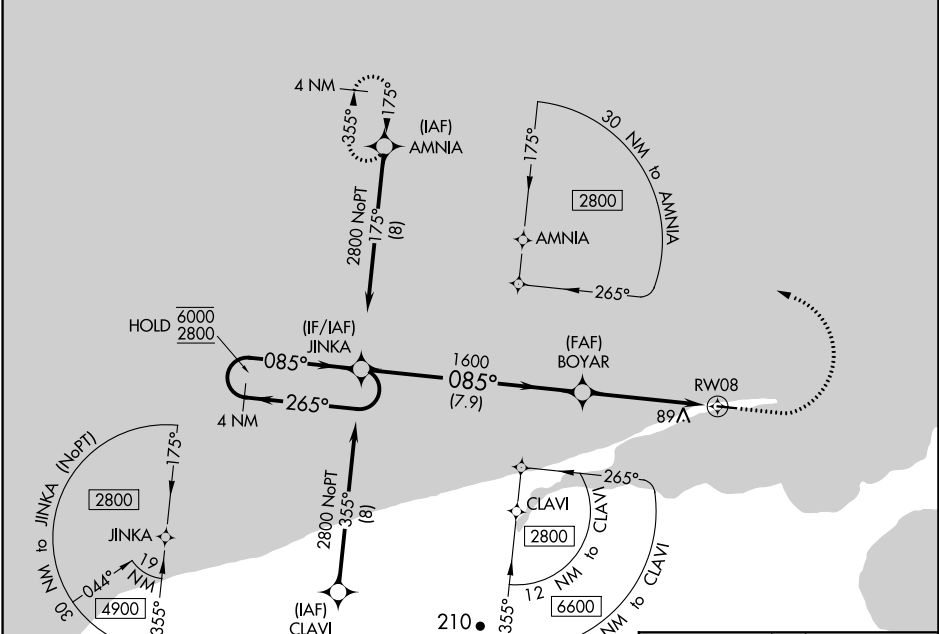 4 NM
175°
355°
(IAF)
AMNIA
2800 NoPT
175°
(8)
30 NM to AMNIA
175°
2800
AMNIA
265°
HOLD 6000
2800
(IF/IAF)
JINKA
085°
265°
4 NM
1600
085°
(7.9)
(FAF)
BOYAR
RW08
89
30 NM to JINKA (NoPT)
175°
2800
JINKA
19 NM
044°
4900
355°
2800 NoPT
355°
(8)
(IAF)
CLAVI
265°
CLAVI
2800
12 NM to CLAVI
6600
355°
NM to CLAVI
210